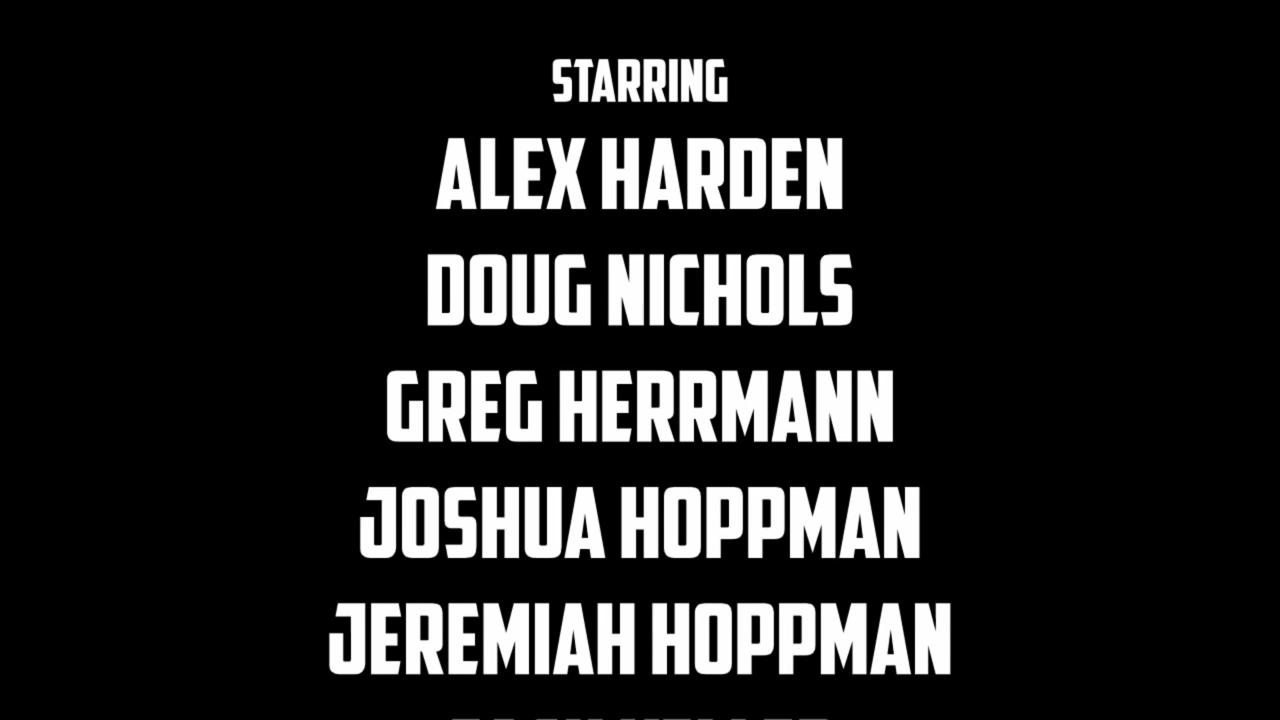 STARRING
ALEX HARDEN
DOUG NICHOLS
GREG HERRMANN
JOSHUA HOPPMAN
JEREMIAH HOPPMAN